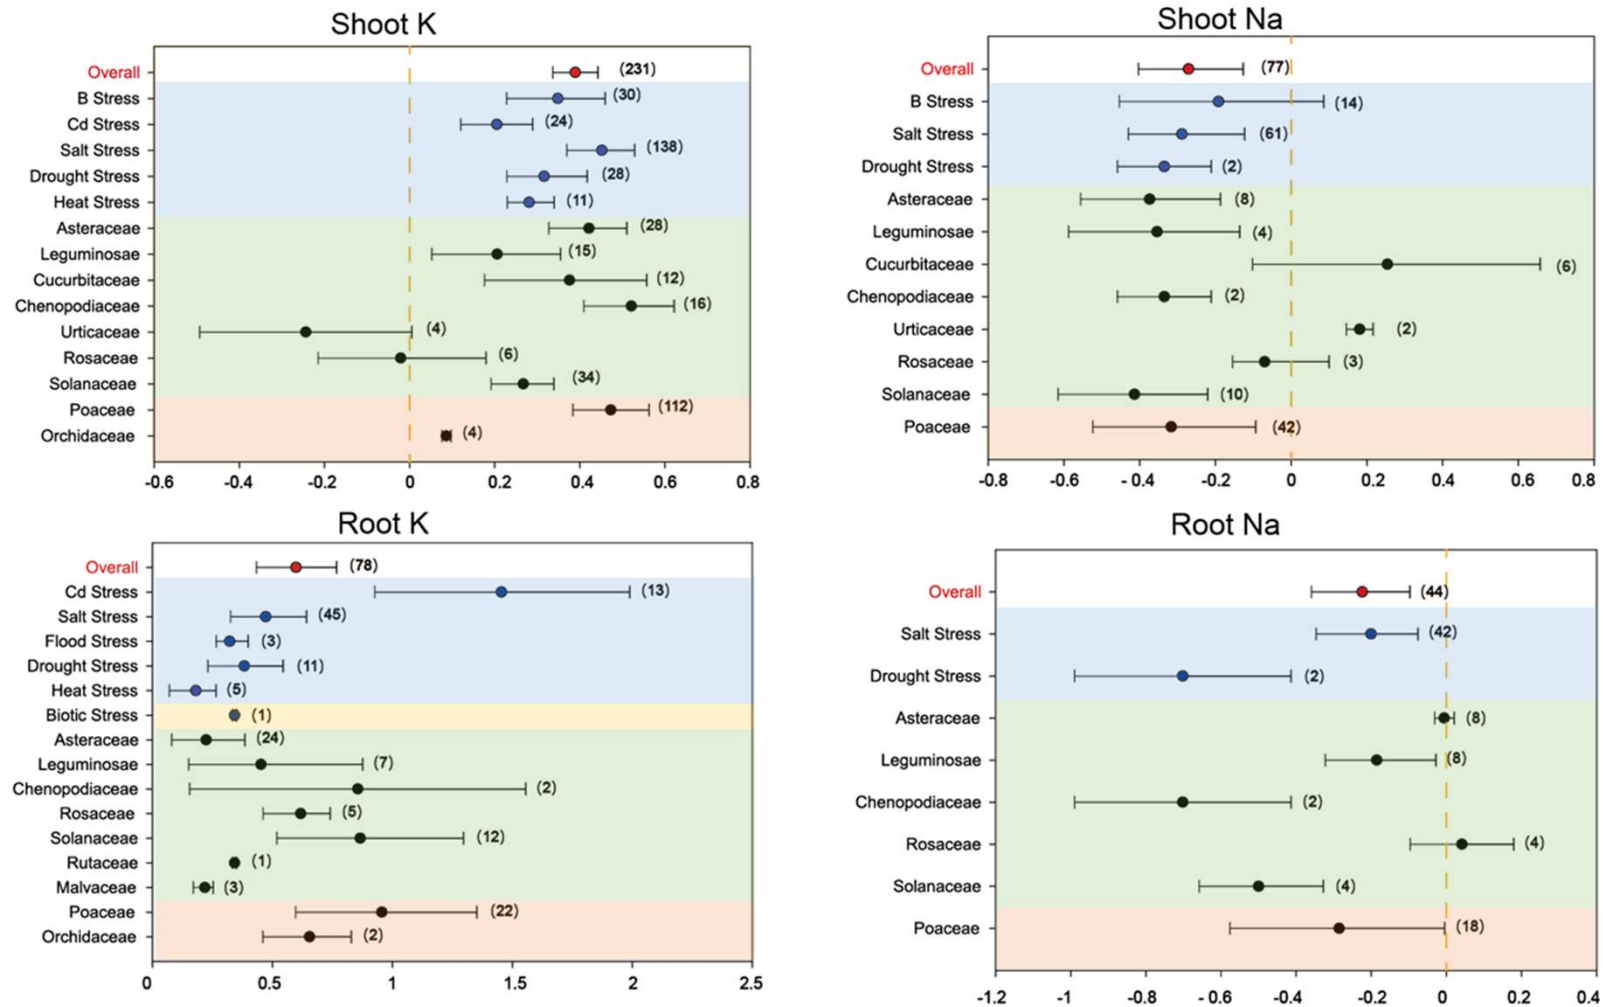 Shoot K
Overall (231)
B Stress (30)
Cd Stress (24)
Salt Stress (138)
Drought Stress (28)
Heat Stress (11)
Asteraceae (28)
Leguminosae (15)
Cucurbitaceae (12)
Chenopodiaceae (16)
Urticaceae (4)
Rosaceae (6)
Solanaceae (34)
Poaceae (112)
Orchidaceae (4)
-0.6 -0.4 -0.2 0 0.2 0.4 0.6 0.8
Shoot Na
Overall (77)
B Stress (14)
Salt Stress (61)
Drought Stress (2)
Asteraceae (8)
Leguminosae (4)
Cucurbitaceae (6)
Chenopodiaceae (2)
Urticaceae (2)
Rosaceae (3)
Solanaceae (10)
Poaceae (42)
-0.8 -0.6 - 0.4 -0.2 0 0.2 0.4 0.6 0.8
Root K
Overall (78)
Cd Stress (13)
Salt Stress (45)
Flood Stress (3)
Drought Stress (11)
Heat Stress (5)
Biotic Stress (1)
Asteraceae (24)
Leguminosae (7)
Chenopodiaceae (2)
Rosaceae (5)
Solanaceae (12)
Rutaceae (1)
Malvaceae (3)
Poaceae (22)
Orchidaceae (2)
0 0.5 1 1.5 2 2.5
Root Na
Overall (44)
Salt Stress (42)
Drought Stress (2)
Asteraceae (8)
Leguminosae (8)
Chenopodiaceae (2)
Rosaceae (4)
Solanaceae (4)
Poaceae (18)
-1.2 -1 -0.8 - 0.6 -0.4 -0.2 0 0.2 0.4